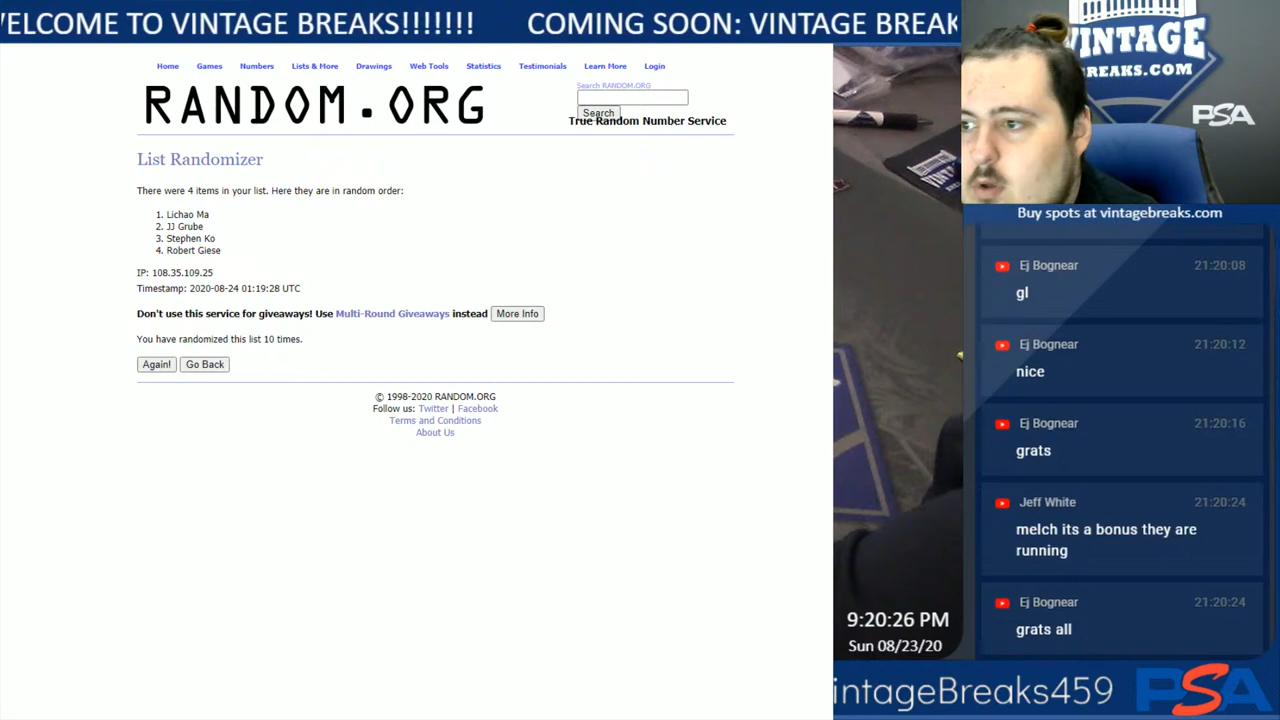 ELCOME TO VINTAGE BREAKS!!!!!!! COMING SOON: VINTAGE BREAK
Home Games Numbers Lists & More Drawings Web Tools Statistics Testimonials Learn More Login
RANDOM.ORG
Search RANDOM.ORG
Search
True Random Number Service
List Randomizer
There were 4 items in your list. Here they are in random order:
1. Lichao Ma
2. JJ Grube
3. Stephen Ko
4. Robert Giese
IP: 108.35.109.25
Timestamp: 2020-08-24 01:19:28 UTC
Don't use this service for giveaways! Use Multi-Round Giveaways instead More Info
You have randomized this list 10 times.
Again! Go Back
© 1998-2020 RANDOM.ORG
Follow us: Twitter | Facebook
Terms and Conditions
About Us
VINTAGE
BREAKS.COM
PSA
Buy spots at vintagebreaks.com
Ej Bognear 21:20:08
gl
Ej Bognear 21:20:12
nice
Ej Bognear 21:20:16
grats
Jeff White 21:20:24
melch its a bonus they are
running
Ej Bognear 21:20:24
grats all
9:20:26 PM
Sun 08/23/20
intageBreaks459
PSA